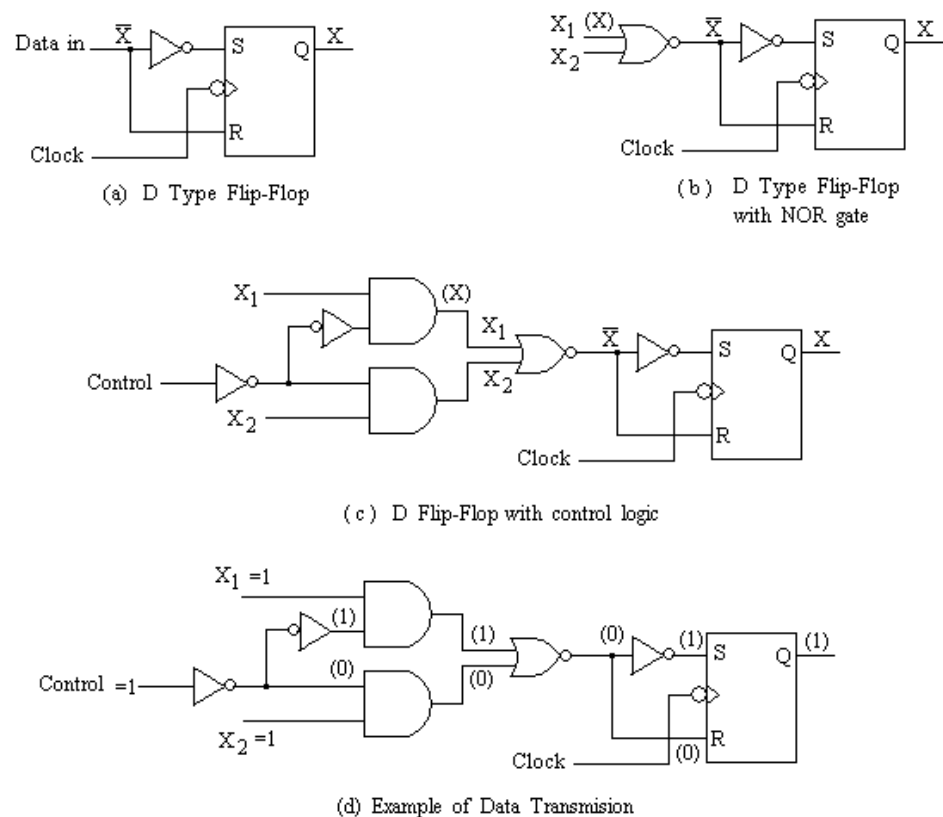 Data in X̅ S Q X
R
Clock
(a) D Type Flip-Flop
X1 (X)
X2
X̅ S Q X
R
Clock
(b) D Type Flip-Flop
with NOR gate
X1 (X)
X1 X̅ S Q X
Control X2
X2 R
Clock
(c) D Flip-Flop with control logic
X1 =1
(1) (1) (0) (1) S Q (1)
Control =1 (0) (0)
X2 =1 (0) R
Clock
(d) Example of Data Transmision